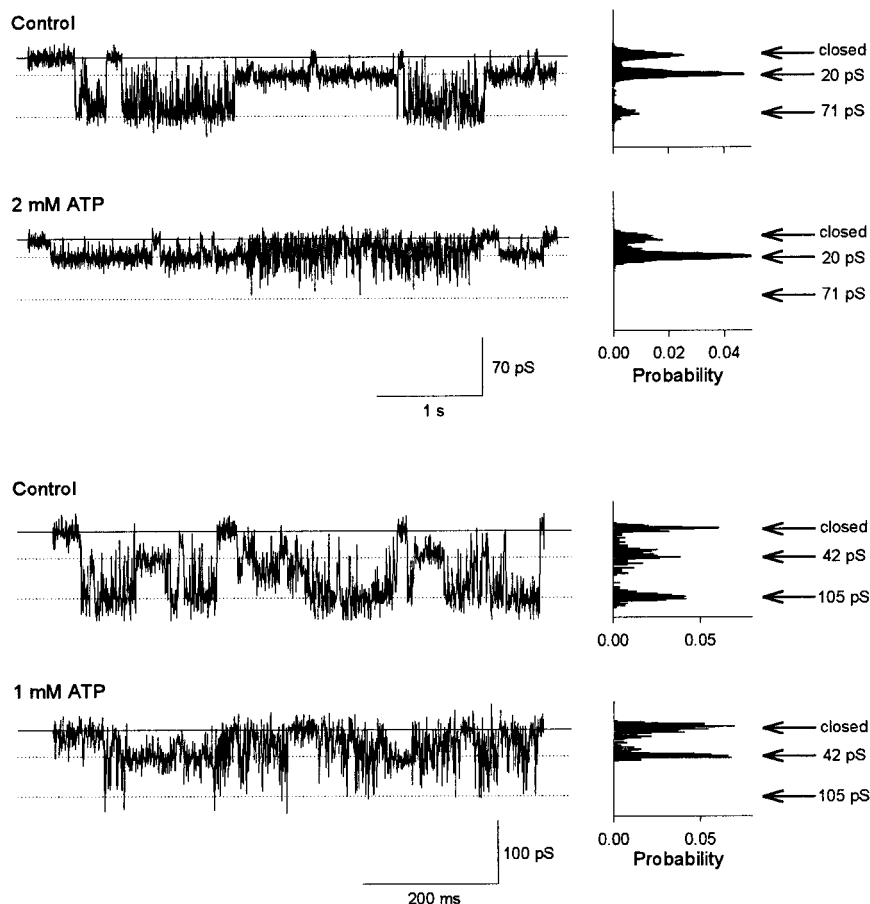 Control
closed
20 pS
71 pS
2 mM ATP
closed
20 pS
71 pS
70 pS
1 s
0.00 0.02 0.04
Probability
Control
closed
42 pS
105 pS
0.00 0.05
1 mM ATP
closed
42 pS
105 pS
100 pS
200 ms
0.00 0.05
Probability